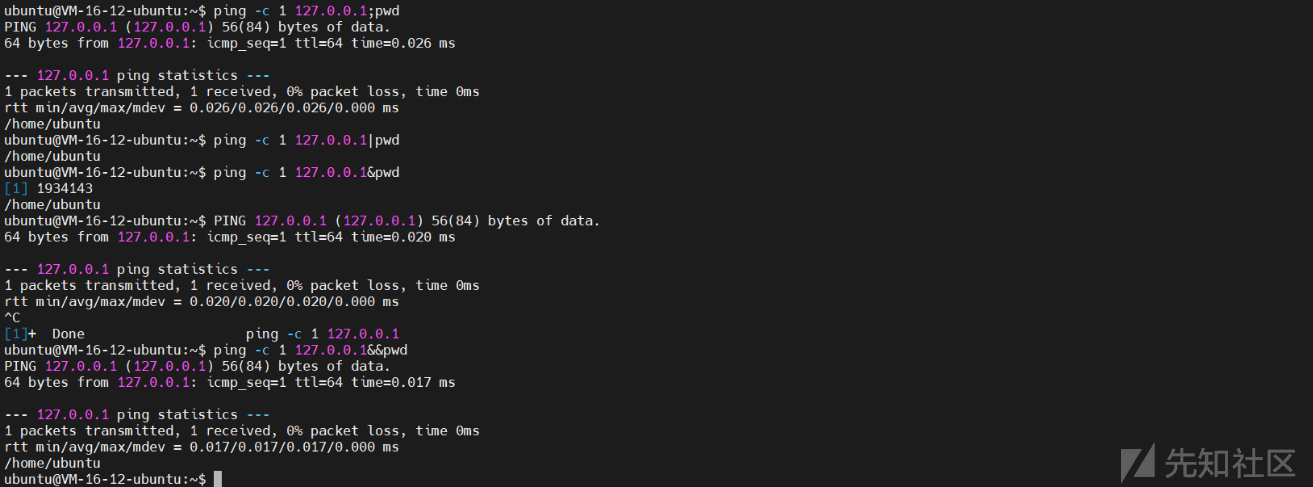 ubuntu@VM-16-12-ubuntu:~$ ping -c 1 127.0.0.1;pwd
PING 127.0.0.1 (127.0.0.1) 56(84) bytes of data.
64 bytes from 127.0.0.1: icmp_seq=1 ttl=64 time=0.026 ms
--- 127.0.0.1 ping statistics ---
1 packets transmitted, 1 received, 0% packet loss, time 0ms
rtt min/avg/max/mdev = 0.026/0.026/0.026/0.000 ms
/home/ubuntu
ubuntu@VM-16-12-ubuntu:~$ ping -c 1 127.0.0.1|pwd
/home/ubuntu
ubuntu@VM-16-12-ubuntu:~$ ping -c 1 127.0.0.1&pwd
[1] 1934143
/home/ubuntu
ubuntu@VM-16-12-ubuntu:~$ PING 127.0.0.1 (127.0.0.1) 56(84) bytes of data.
64 bytes from 127.0.0.1: icmp_seq=1 ttl=64 time=0.020 ms
--- 127.0.0.1 ping statistics ---
1 packets transmitted, 1 received, 0% packet loss, time 0ms
rtt min/avg/max/mdev = 0.020/0.020/0.020/0.000 ms
^C
[1]+  Done                    ping -c 1 127.0.0.1
ubuntu@VM-16-12-ubuntu:~$ ping -c 1 127.0.0.1&&pwd
PING 127.0.0.1 (127.0.0.1) 56(84) bytes of data.
64 bytes from 127.0.0.1: icmp_seq=1 ttl=64 time=0.017 ms
--- 127.0.0.1 ping statistics ---
1 packets transmitted, 1 received, 0% packet loss, time 0ms
rtt min/avg/max/mdev = 0.017/0.017/0.017/0.000 ms
/home/ubuntu
ubuntu@VM-16-12-ubuntu:~$
先知社区